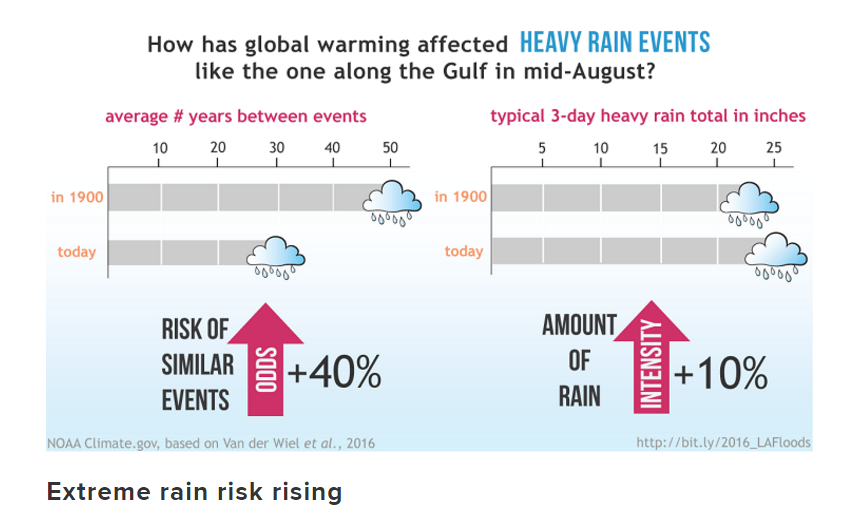 How has global warming affected HEAVY RAIN EVENTS
like the one along the Gulf in mid-August?
average # years between events
10 20 30 40 50
in 1900
today
typical 3-day heavy rain total in inches
5 10 15 20 25
in 1900
today
RISK OF
SIMILAR
EVENTS
ODDS
+40%
AMOUNT
OF
RAIN
INTENSITY
+10%
NOAA Climate.gov, based on Van der Wiel et al., 2016
http://bit.ly/2016_LAFloods
Extreme rain risk rising